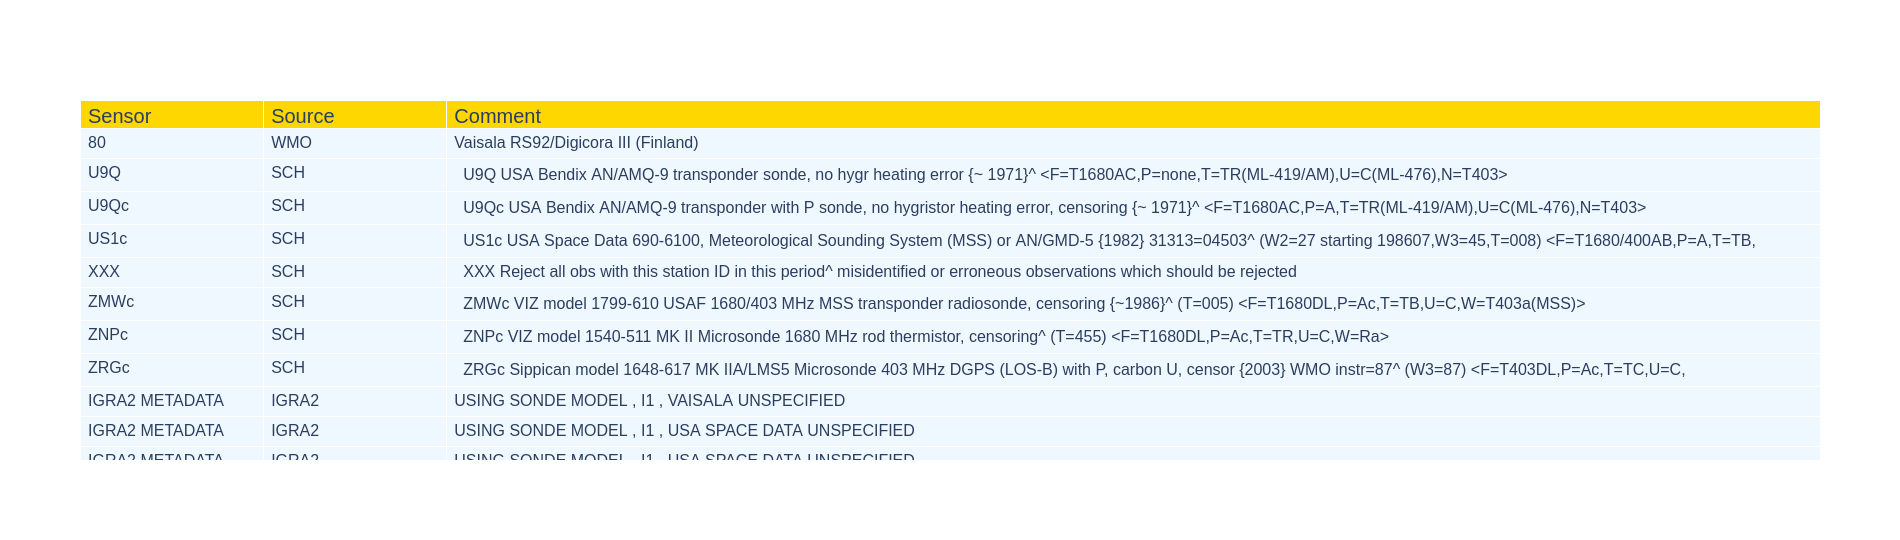 Sensor Source Comment
80 WMO Vaisala RS92/Digicora III (Finland)
U9Q SCH U9Q USA Bendix AN/AMQ-9 transponder sonde, no hygr heating error {~ 1971}^ <F=T1680AC,P=none,T=TR(ML-419/AM),U=C(ML-476),N=T403>
U9Qc SCH U9Qc USA Bendix AN/AMQ-9 transponder with P sonde, no hygristor heating error, censoring {~ 1971}^ <F=T1680AC,P=A,T=TR(ML-419/AM),U=C(ML-476),N=T403>
US1c SCH US1c USA Space Data 690-6100, Meteorological Sounding System (MSS) or AN/GMD-5 {1982} 31313=04503^ (W2=27 starting 198607,W3=45,T=008) <F=T1680/400AB,P=A,T=TB,
XXX SCH XXX Reject all obs with this station ID in this period^ misidentified or erroneous observations which should be rejected
ZMWc SCH ZMWc VIZ model 1799-610 USAF 1680/403 MHz MSS transponder radiosonde, censoring {~1986}^ (T=005) <F=T1680DL,P=Ac,T=TB,U=C,W=T403a(MSS)>
ZNPc SCH ZNPc VIZ model 1540-511 MK II Microsonde 1680 MHz rod thermistor, censoring^ (T=455) <F=T1680DL,P=Ac,T=TR,U=C,W=Ra>
ZRGc SCH ZRGc Sippican model 1648-617 MK IIA/LMS5 Microsonde 403 MHz DGPS (LOS-B) with P, carbon U, censor {2003} WMO instr=87^ (W3=87) <F=T403DL,P=Ac,T=TC,U=C,
IGRA2 METADATA IGRA2 USING SONDE MODEL , I1 , VAISALA UNSPECIFIED
IGRA2 METADATA IGRA2 USING SONDE MODEL , I1 , USA SPACE DATA UNSPECIFIED
IGRA2 METADATA IGRA2 USING SONDE MODEL , I1 , USA SPACE DATA UNSPECIFIED